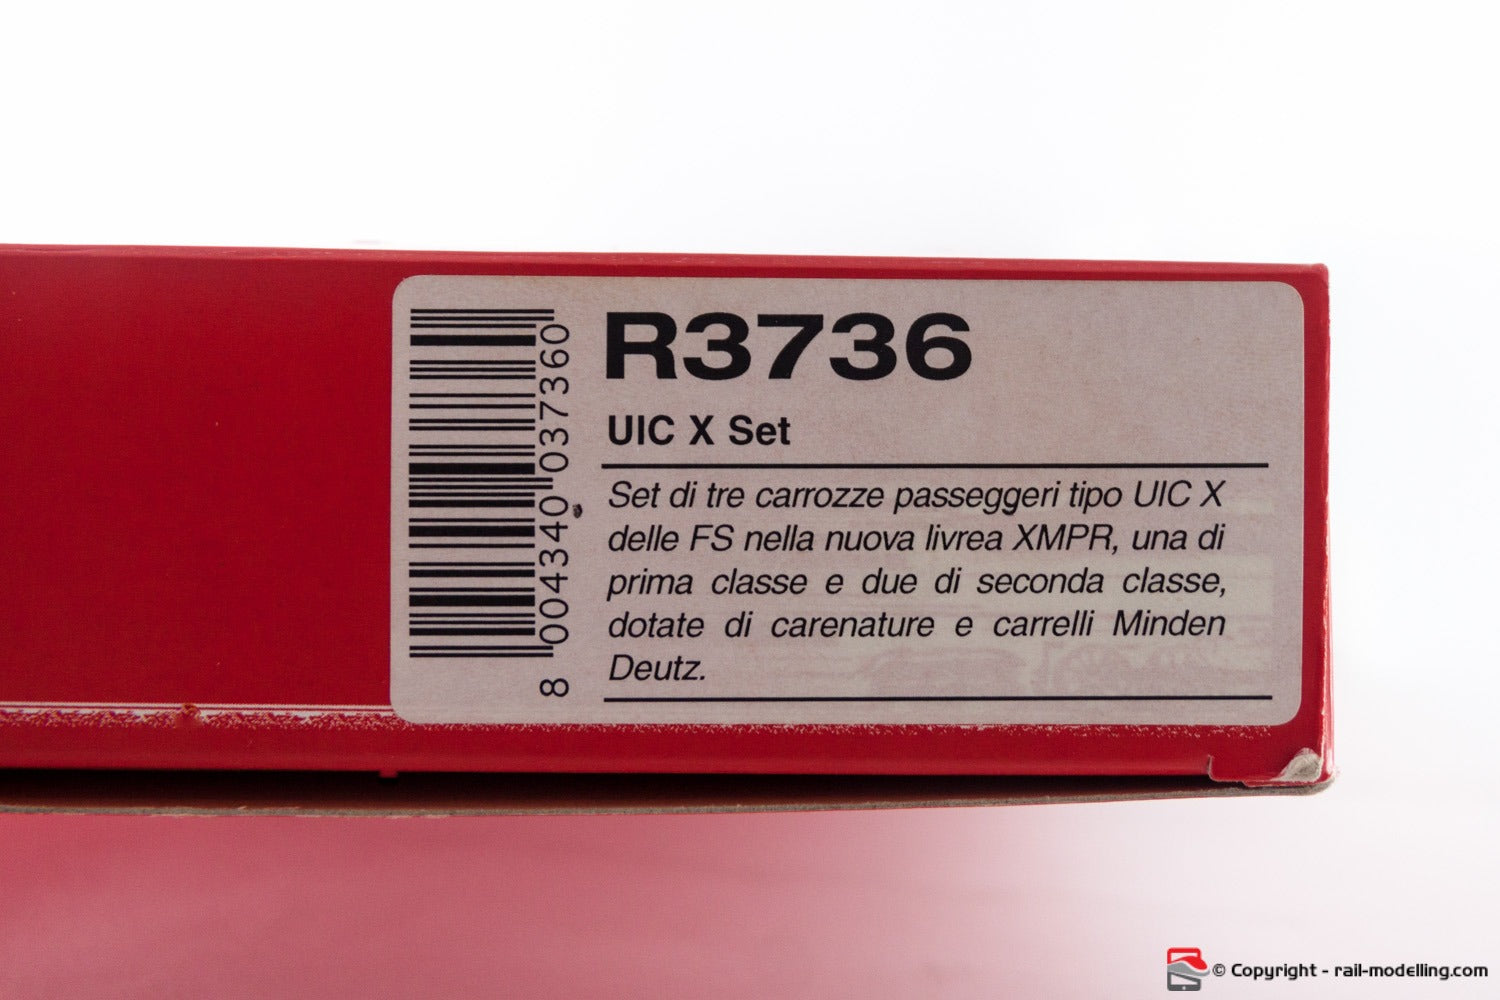 R3736
UIC X Set
Set di tre carrozze passeggeri tipo UIC X
delle FS nella nuova livrea XMPR, una di
prima classe e due di seconda classe,
dotate di carenature e carrelli Minden
Deutz.
8 004340 037360
© Copyright - rail-modelling.com